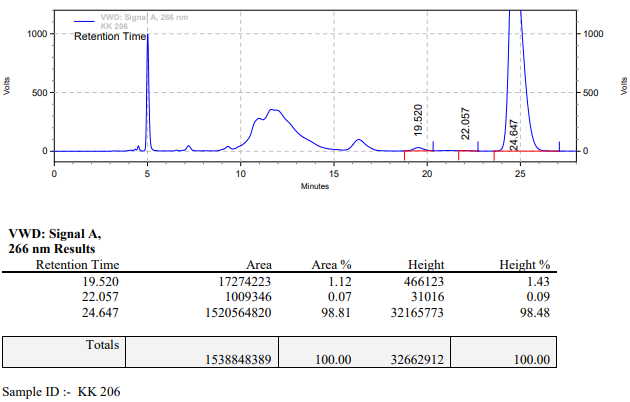 VWD: Signal A, 266 nm
KK 206
Retention Time
1000
500
0
Volts
1000
500
0
Volts
19.520
22.057
24.647
0 5 10 15 20 25
Minutes
VWD: Signal A,
266 nm Results
Retention Time Area Area % Height Height %
19.520 17274223 1.12 466123 1.43
22.057 1009346 0.07 31016 0.09
24.647 1520564820 98.81 32165773 98.48
Totals
1538848389 100.00 32662912 100.00
Sample ID :- KK 206